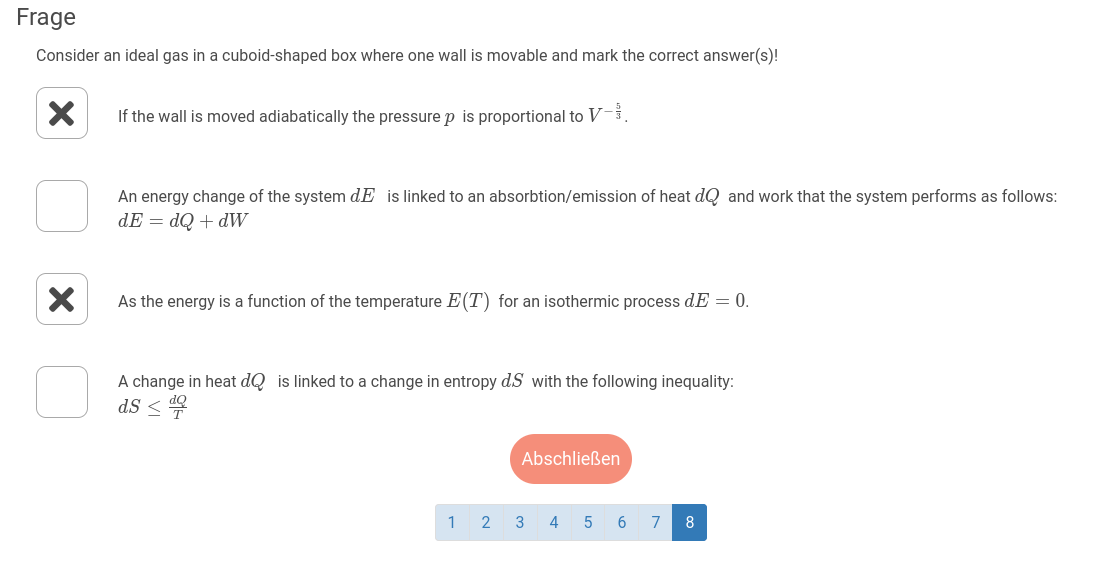 Frage
Consider an ideal gas in a cuboid-shaped box where one wall is movable and mark the correct answer(s)!
If the wall is moved adiabatically the pressure p is proportional to V^{-\frac{5}{3}}.
An energy change of the system dE is linked to an absorbtion/emission of heat dQ and work that the system performs as follows:
dE = dQ + dW
As the energy is a function of the temperature E(T) for an isothermic process dE = 0.
A change in heat dQ is linked to a change in entropy dS with the following inequality:
dS ≤ \frac{dQ}{T}
Abschließen
1 2 3 4 5 6 7 8